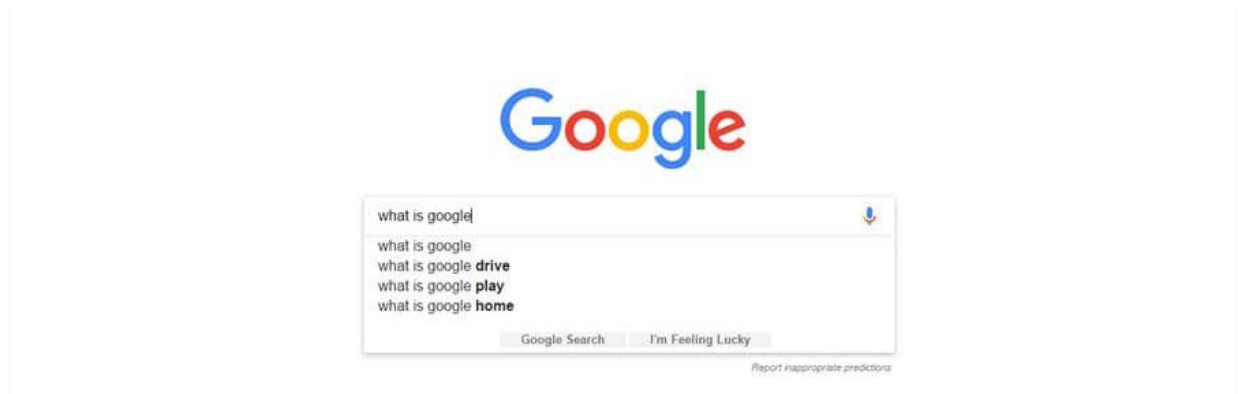 Google
what is google
what is google
what is google drive
what is google play
what is google home
Google Search I'm Feeling Lucky
Report inappropriate predictions